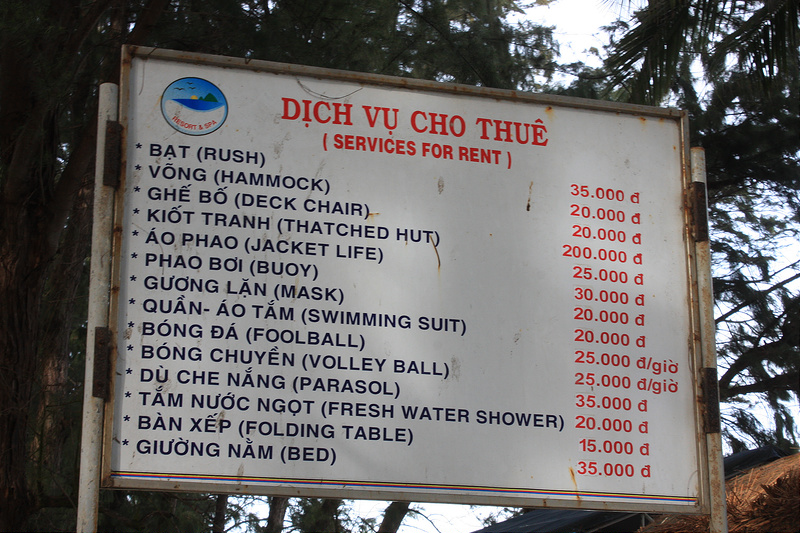 RESORT & SPA
DỊCH VỤ CHO THUÊ
( SERVICES FOR RENT )
* BẠT (RUSH) 35.000 đ
* VÕNG (HAMMOCK) 20.000 đ
* GHẾ BỐ (DECK CHAIR) 20.000 đ
* KIỐT TRANH (THATCHED HUT) 200.000 đ
* ÁO PHAO (JACKET LIFE) 25.000 đ
* PHAO BƠI (BUOY) 30.000 đ
* GƯƠNG LẶN (MASK) 20.000 đ
* QUẦN- ÁO TẮM (SWIMMING SUIT) 20.000 đ
* BÓNG ĐÁ (FOOLBALL) 25.000 đ/giờ
* BÓNG CHUYỀN (VOLLEY BALL) 25.000 đ/giờ
* DÙ CHE NẮNG (PARASOL) 35.000 đ
* TẮM NƯỚC NGỌT (FRESH WATER SHOWER) 20.000 đ
* BÀN XẾP (FOLDING TABLE) 15.000 đ
* GIƯỜNG NẰM (BED) 35.000 đ